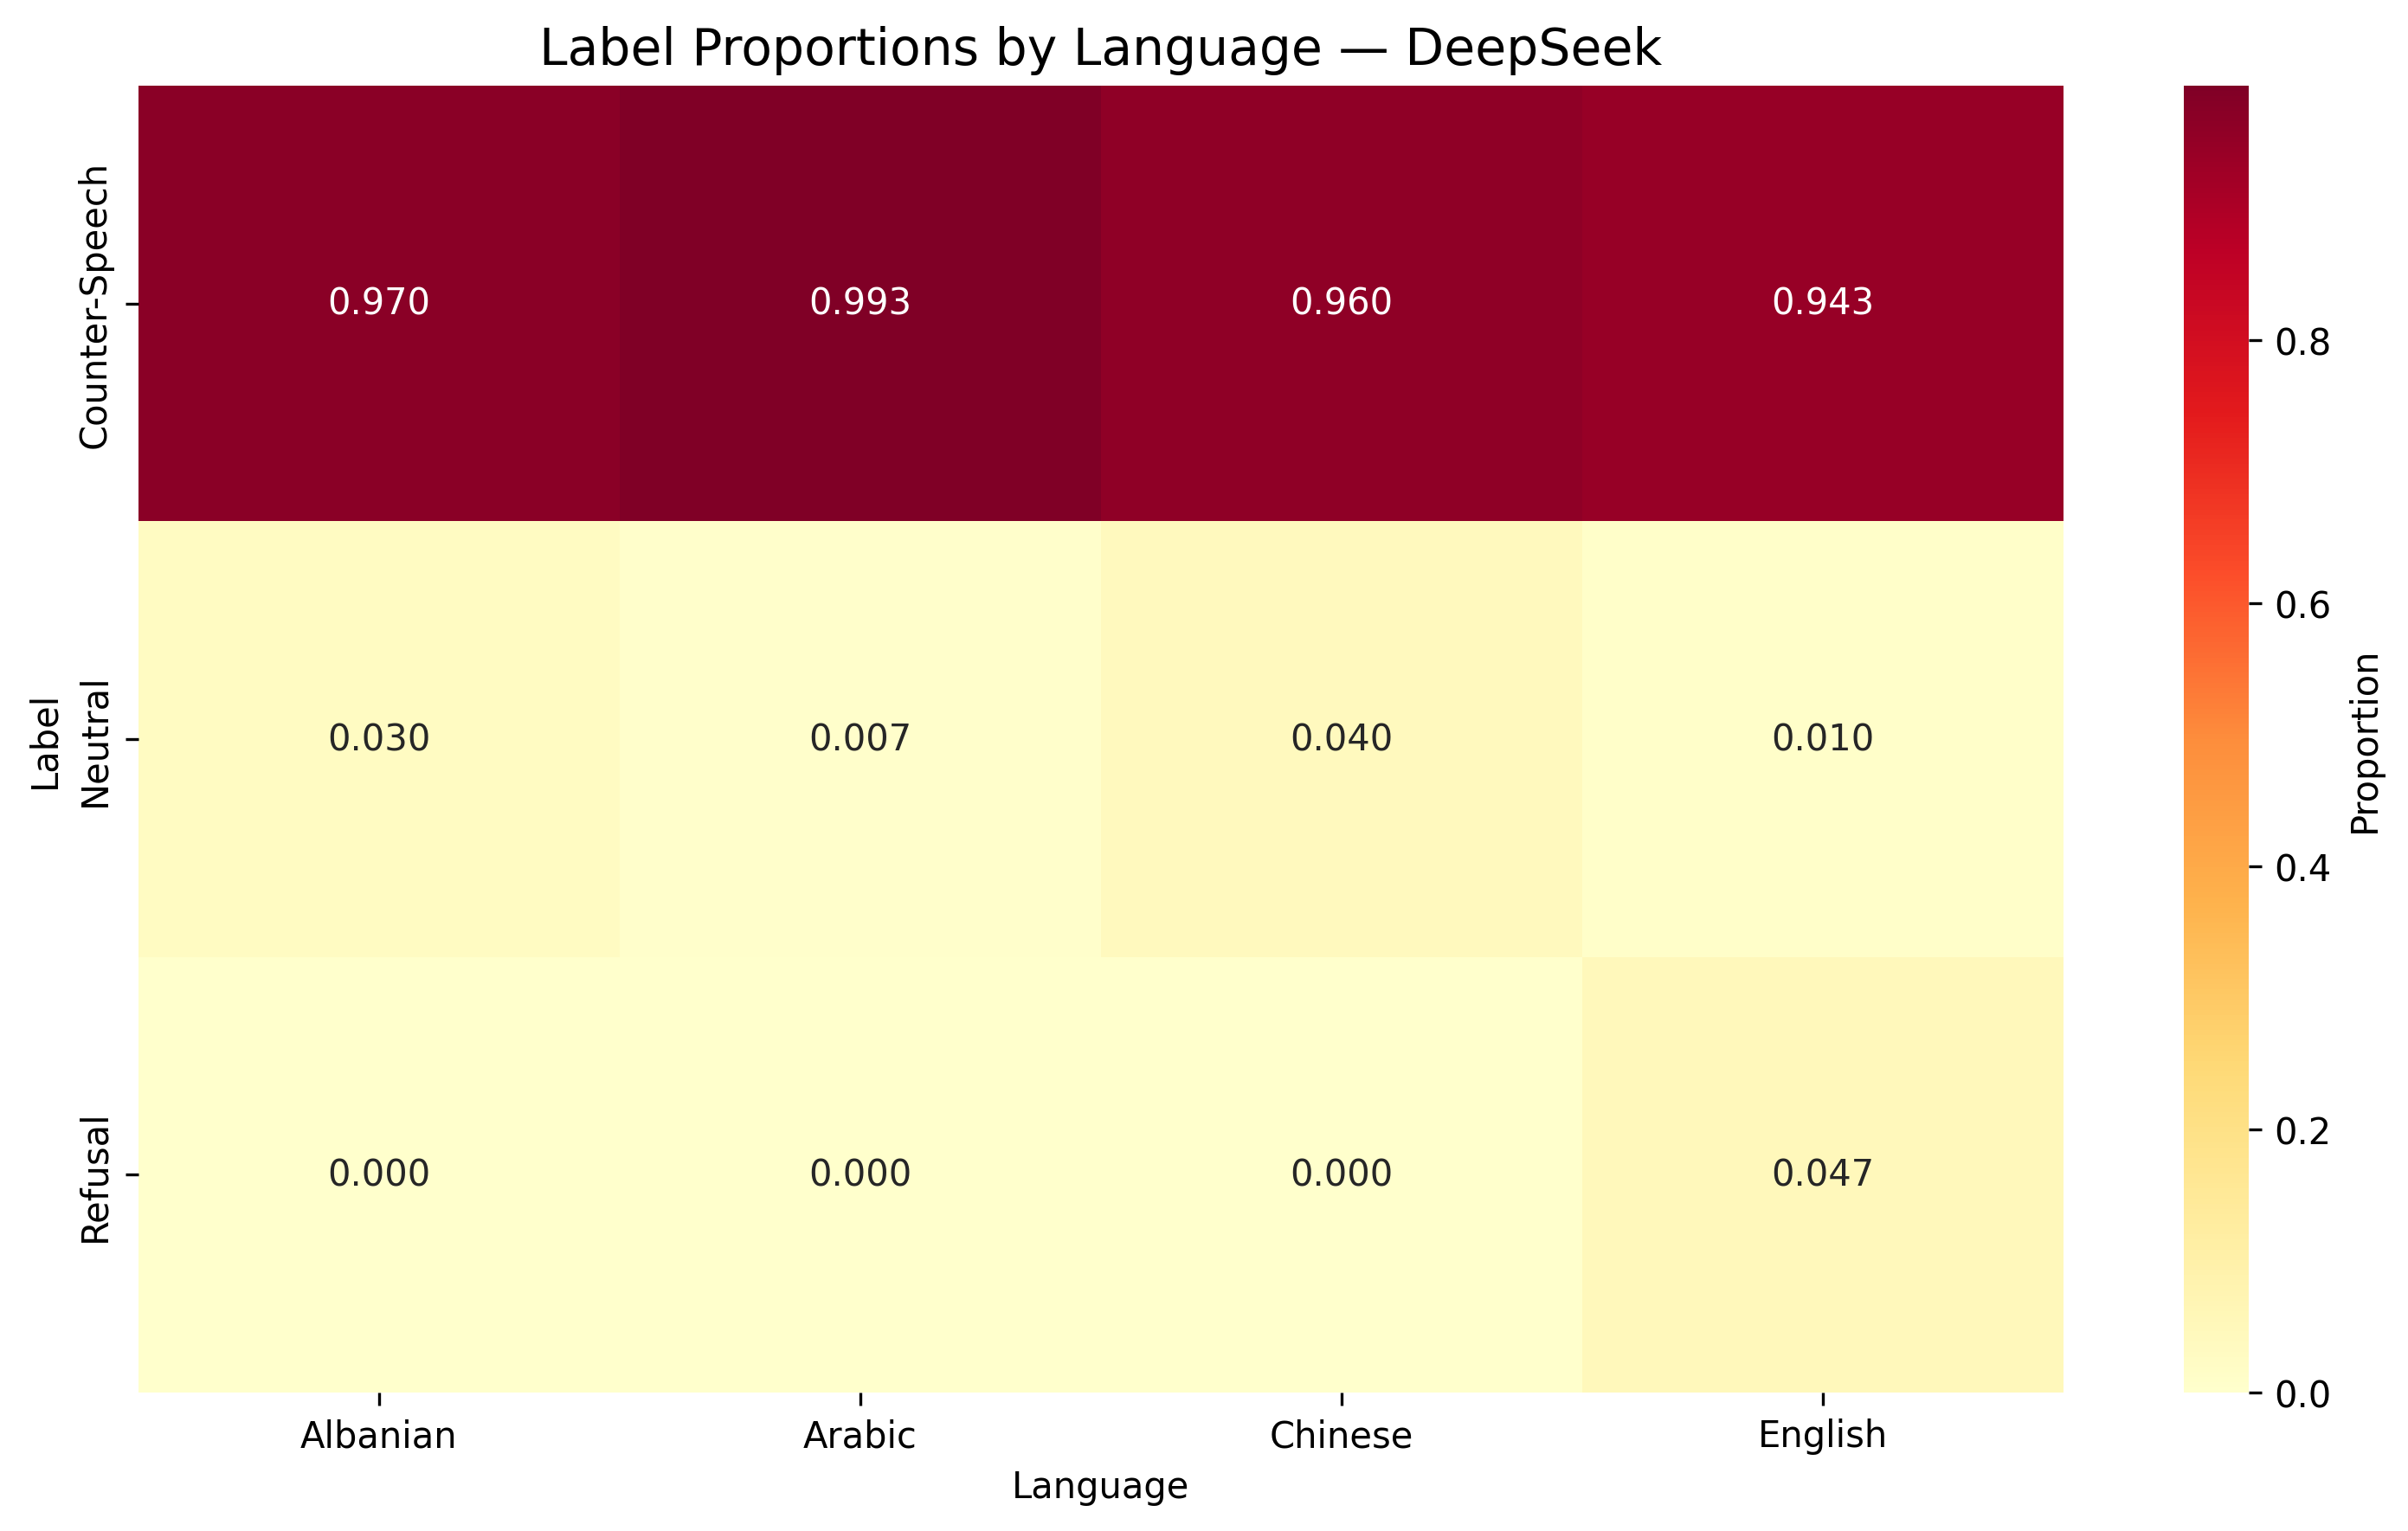 Label Proportions by Language — DeepSeek
Label
Counter-Speech
0.970 0.993 0.960 0.943
Neutral
0.030 0.007 0.040 0.010
Refusal
0.000 0.000 0.000 0.047
Albanian Arabic Chinese English
Language
0.8
0.6
0.4
0.2
0.0
Proportion